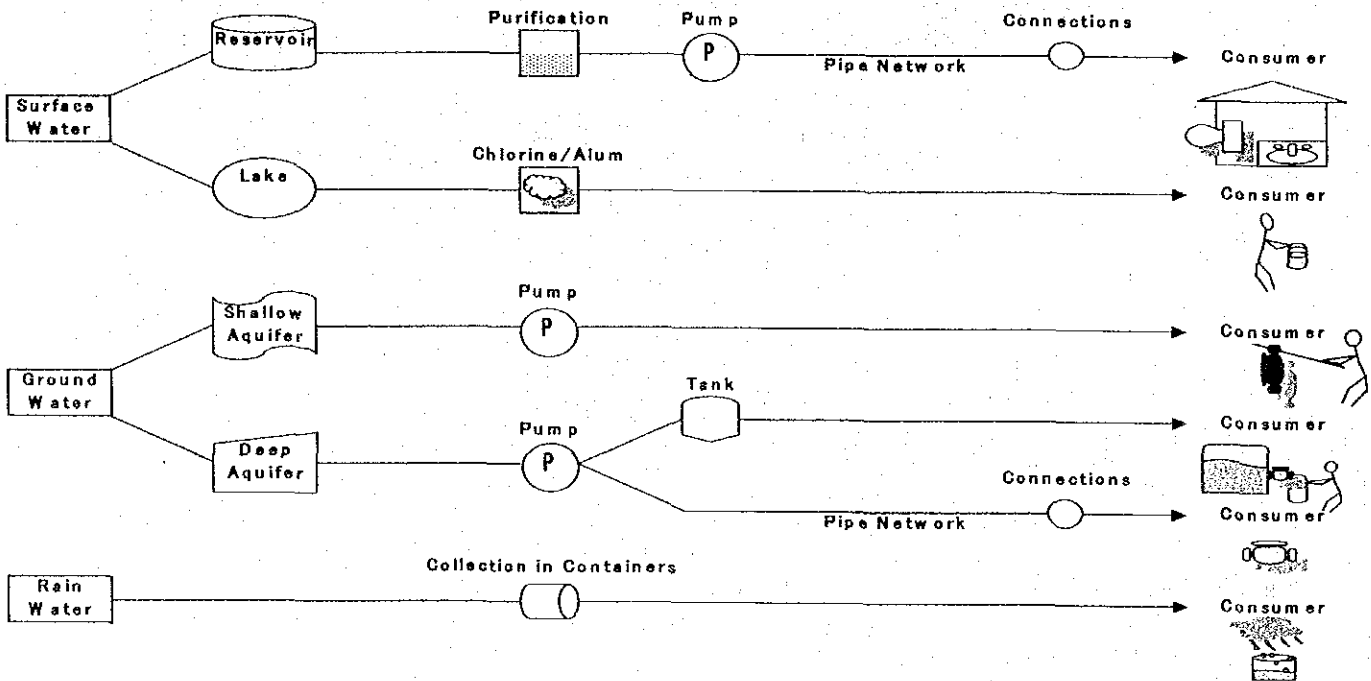 Reservoir
Purification
Pump
P
Pipe Network
Connections
Consumer
Surface
Water
Lake
Chlorine/Alum
Consumer
Shallow
Aquifer
Pump
P
Consumer
Ground
Water
Tank
Consumer
Deep
Aquifer
Pump
P
Connections
Pipe Network
Consumer
Rain
Water
Collection in Containers
Consumer